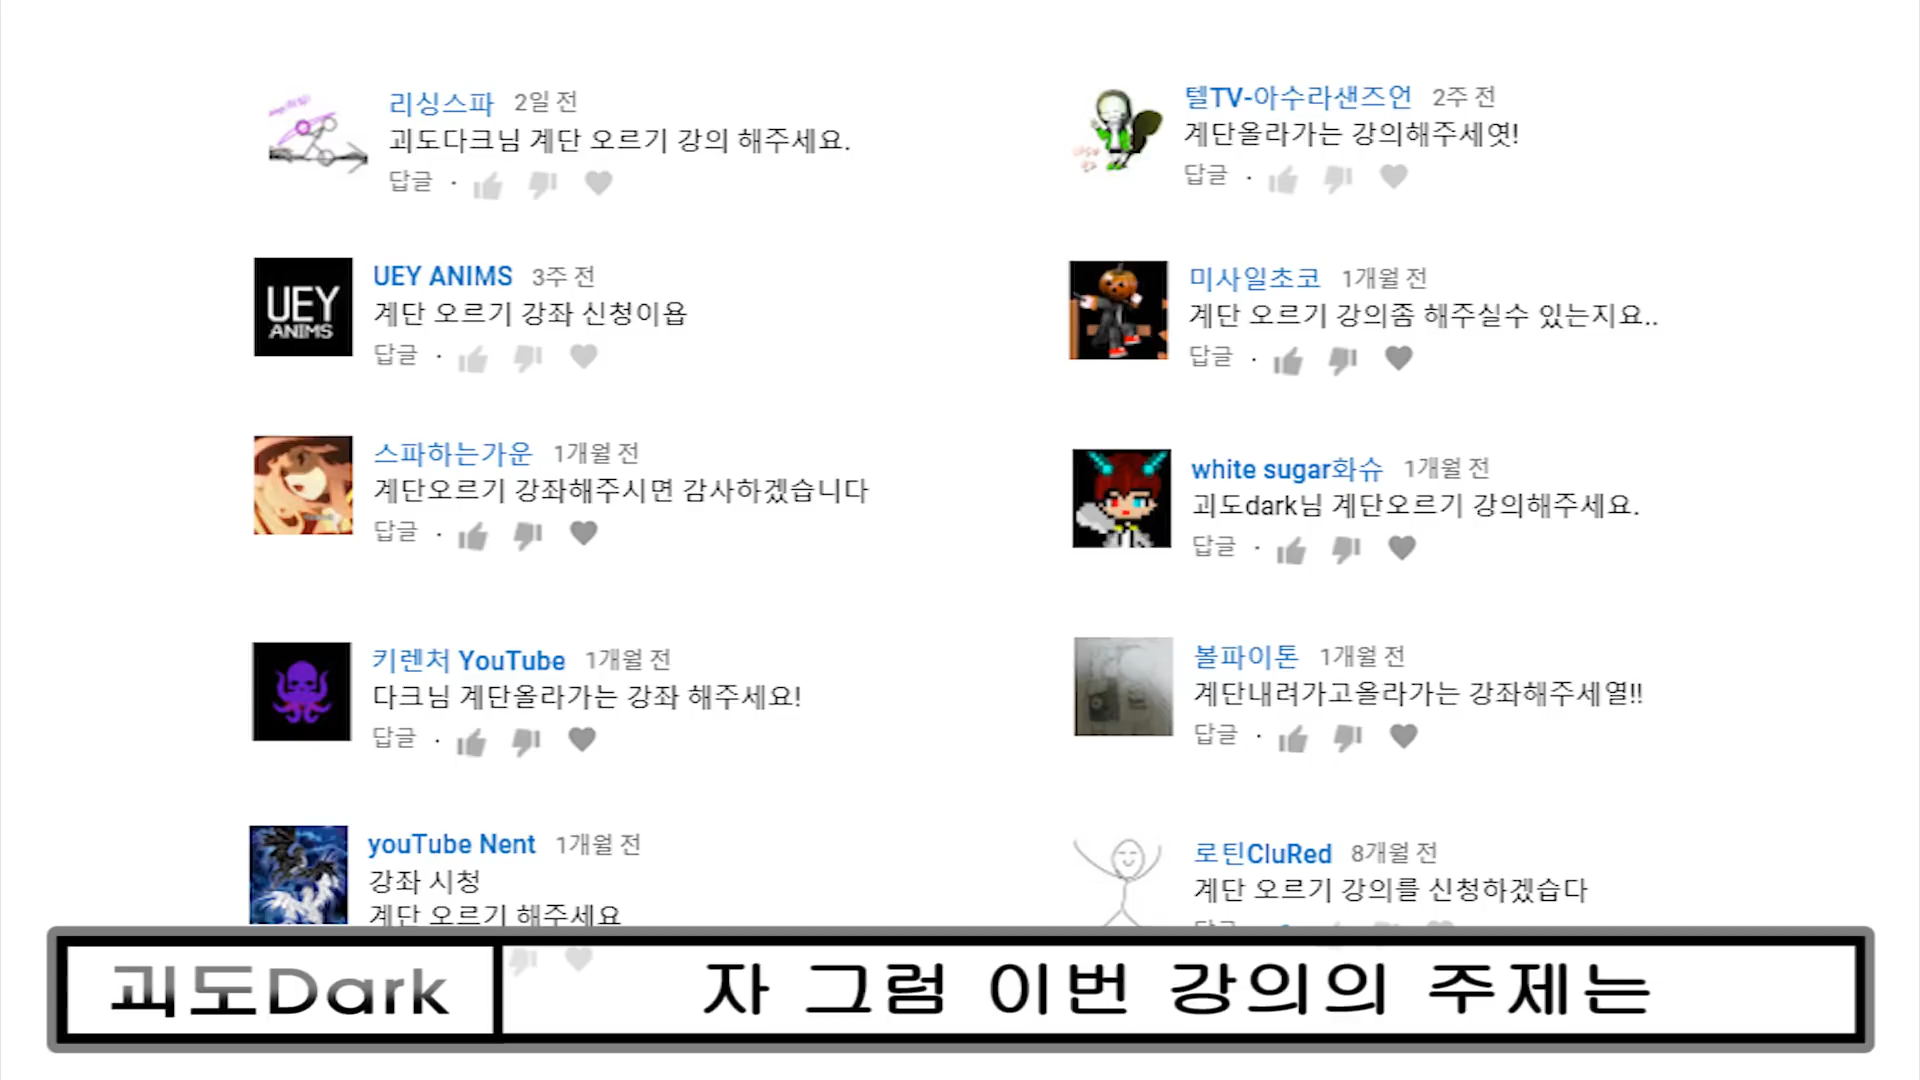 리싱스파 2일 전
괴도다크님 계단 오르기 강의 해주세요.
답글
UEY ANIMS 3주 전
계단 오르기 강좌 신청이욥
답글
UEY
ANIMS
스파하는가운 1개월 전
계단오르기 강좌해주시면 감사하겠습니다
답글
키렌처 YouTube 1개월 전
다크님 계단올라가는 강좌 해주세요!
답글
youTube Nent 1개월 전
강좌 시청
계단 오르기 해주세요
텔TV-아수라샌즈언 2주 전
계단올라가는 강의해주세엿!
답글
미사일초코 1개월 전
계단 오르기 강의좀 해주실수 있는지요..
답글
white sugar화슈 1개월 전
괴도dark님 계단오르기 강의해주세요.
답글
볼파이톤 1개월 전
계단내려가고올라가는 강좌해주세열!!
답글
로틴CluRed 8개월 전
계단 오르기 강의를 신청하겠습다
괴도Dark
자 그럼 이번 강의의 주제는